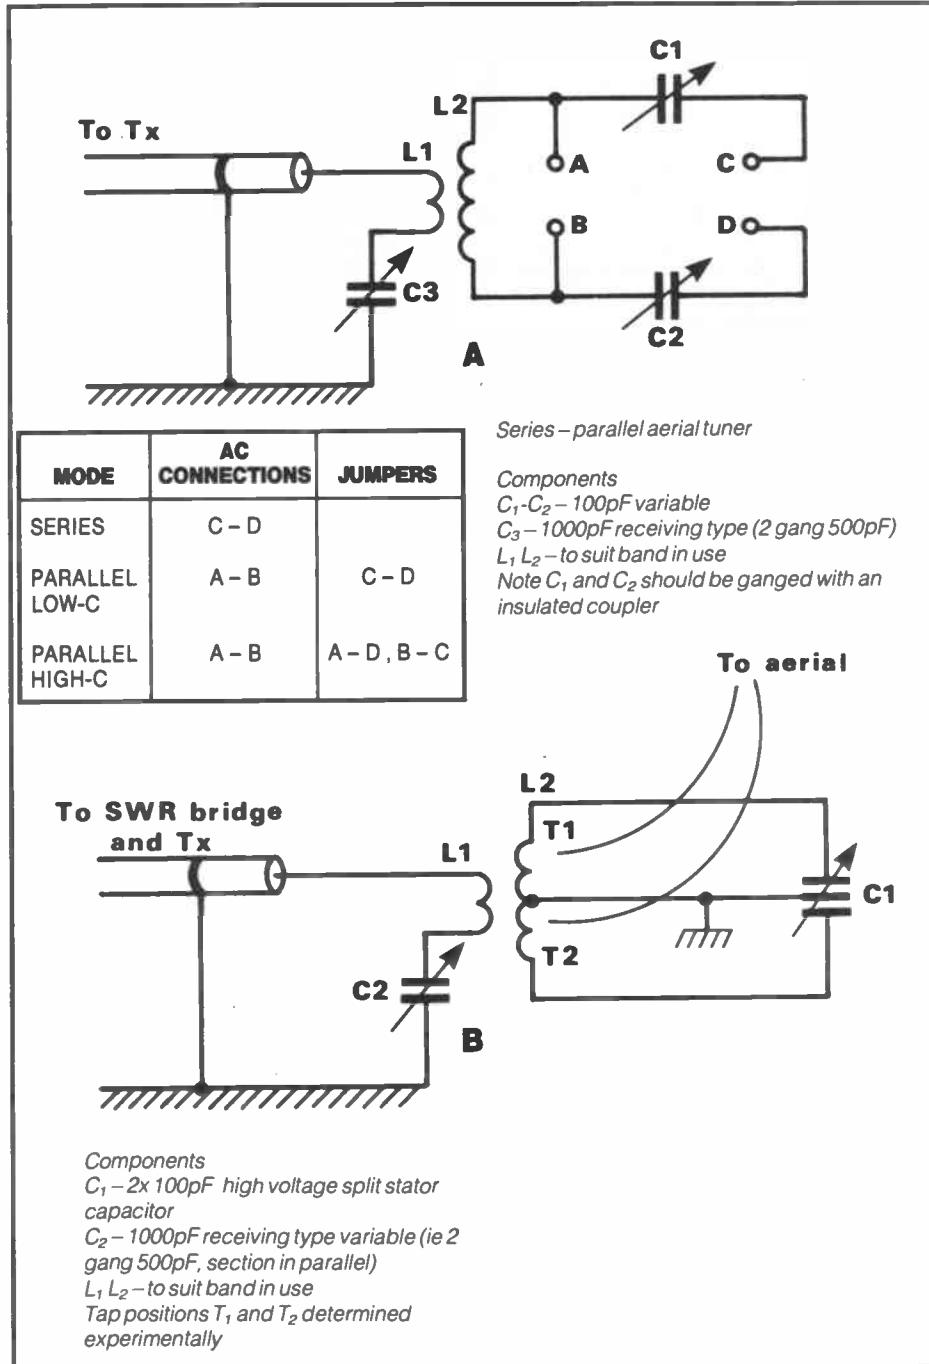 C1
L2
To Tx
L1
A
C
B
D
C3
C2
A
MODE
AC CONNECTIONS
JUMPERS
SERIES
C – D
PARALLEL LOW-C
A – B
C – D
PARALLEL HIGH-C
A – B
A – D , B – C
Series – parallel aerial tuner
Components
C₁-C₂ – 100pF variable
C₃ – 1000pF receiving type (2 gang 500pF)
L₁ L₂ – to suit band in use
Note C₁ and C₂ should be ganged with an
insulated coupler
To aerial
To SWR bridge
and Tx
L2
T1
L1
C1
T2
C2
B
Components
C₁ – 2x 100pF high voltage split stator
capacitor
C₂ – 1000pF receiving type variable (ie 2
gang 500pF, section in parallel)
L₁ L₂ – to suit band in use
Tap positions T₁ and T₂ determined
experimentally